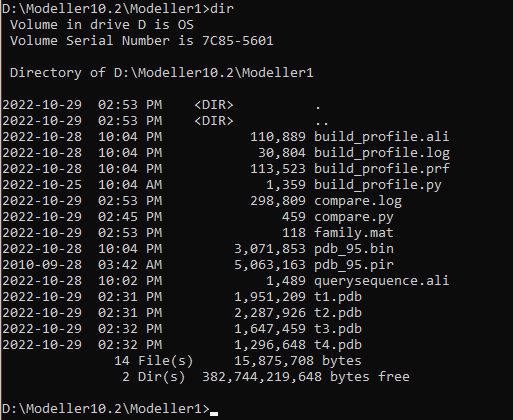 D:\Modeller10.2\Modeller1>dir
 Volume in drive D is OS
 Volume Serial Number is 7C85-5601

 Directory of D:\Modeller10.2\Modeller1

2022-10-29  02:53 PM    <DIR>          .
2022-10-29  02:53 PM    <DIR>          ..
2022-10-28  10:04 PM           110,889 build_profile.ali
2022-10-28  10:04 PM            30,804 build_profile.log
2022-10-28  10:04 PM           113,523 build_profile.prf
2022-10-25  10:04 AM             1,359 build_profile.py
2022-10-29  02:53 PM           298,809 compare.log
2022-10-29  02:45 PM               459 compare.py
2022-10-29  02:53 PM               118 family.mat
2022-10-28  10:04 PM         3,071,853 pdb_95.bin
2010-09-28  03:42 AM         5,063,163 pdb_95.pir
2022-10-28  10:02 PM             1,489 querysequence.ali
2022-10-29  02:31 PM         1,951,209 t1.pdb
2022-10-29  02:31 PM         2,287,926 t2.pdb
2022-10-29  02:32 PM         1,647,459 t3.pdb
2022-10-29  02:32 PM         1,296,648 t4.pdb
              14 File(s)     15,875,708 bytes
               2 Dir(s)  382,744,219,648 bytes free

D:\Modeller10.2\Modeller1>